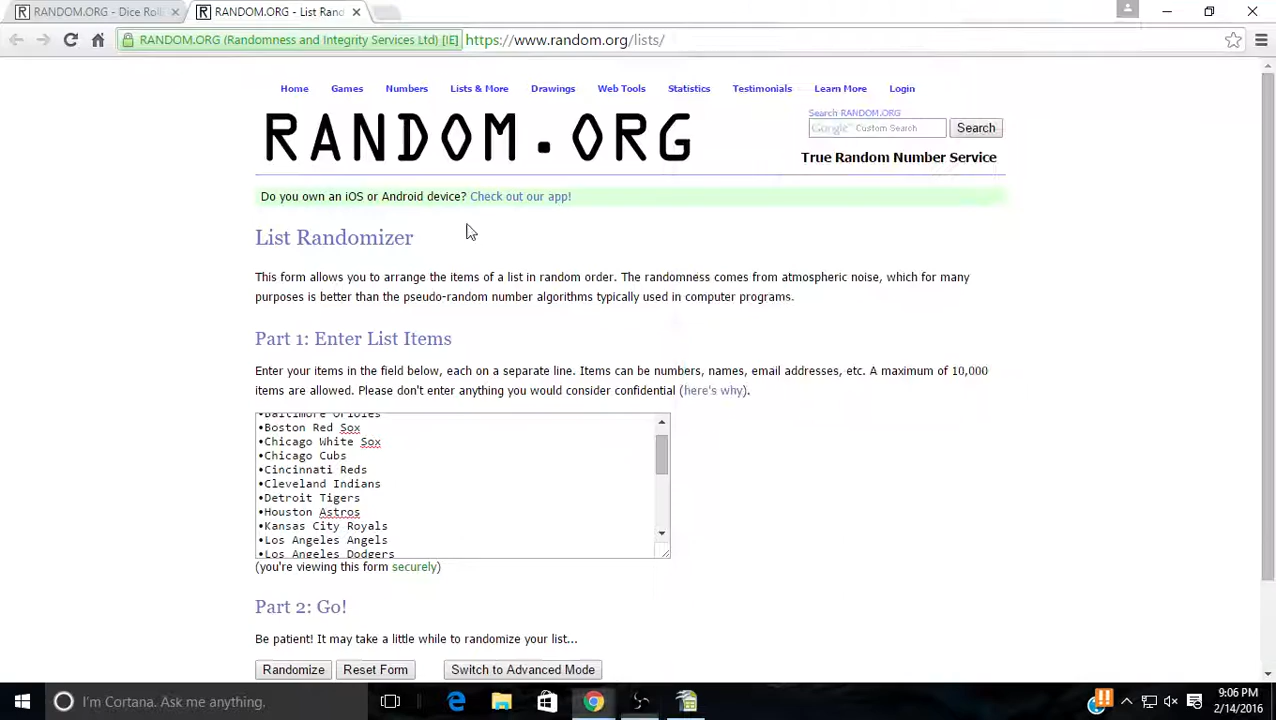 RANDOM.ORG - Dice Roll
RANDOM.ORG - List Rand
RANDOM.ORG (Randomness and Integrity Services Ltd) [IE] https://www.random.org/lists/
Home Games Numbers Lists & More Drawings Web Tools Statistics Testimonials Learn More Login
Search RANDOM.ORG
RANDOM.ORG
Google™ Custom Search Search
True Random Number Service
Do you own an iOS or Android device? Check out our app!
List Randomizer
This form allows you to arrange the items of a list in random order. The randomness comes from atmospheric noise, which for many
purposes is better than the pseudo-random number algorithms typically used in computer programs.
Part 1: Enter List Items
Enter your items in the field below, each on a separate line. Items can be numbers, names, email addresses, etc. A maximum of 10,000
items are allowed. Please don't enter anything you would consider confidential (here's why).
•Baltimore Orioles
•Boston Red Sox
•Chicago White Sox
•Chicago Cubs
•Cincinnati Reds
•Cleveland Indians
•Detroit Tigers
•Houston Astros
•Kansas City Royals
•Los Angeles Angels
•Los Angeles Dodgers
(you're viewing this form securely)
Part 2: Go!
Be patient! It may take a little while to randomize your list...
Randomize Reset Form Switch to Advanced Mode
I'm Cortana. Ask me anything.
9:06 PM
2/14/2016